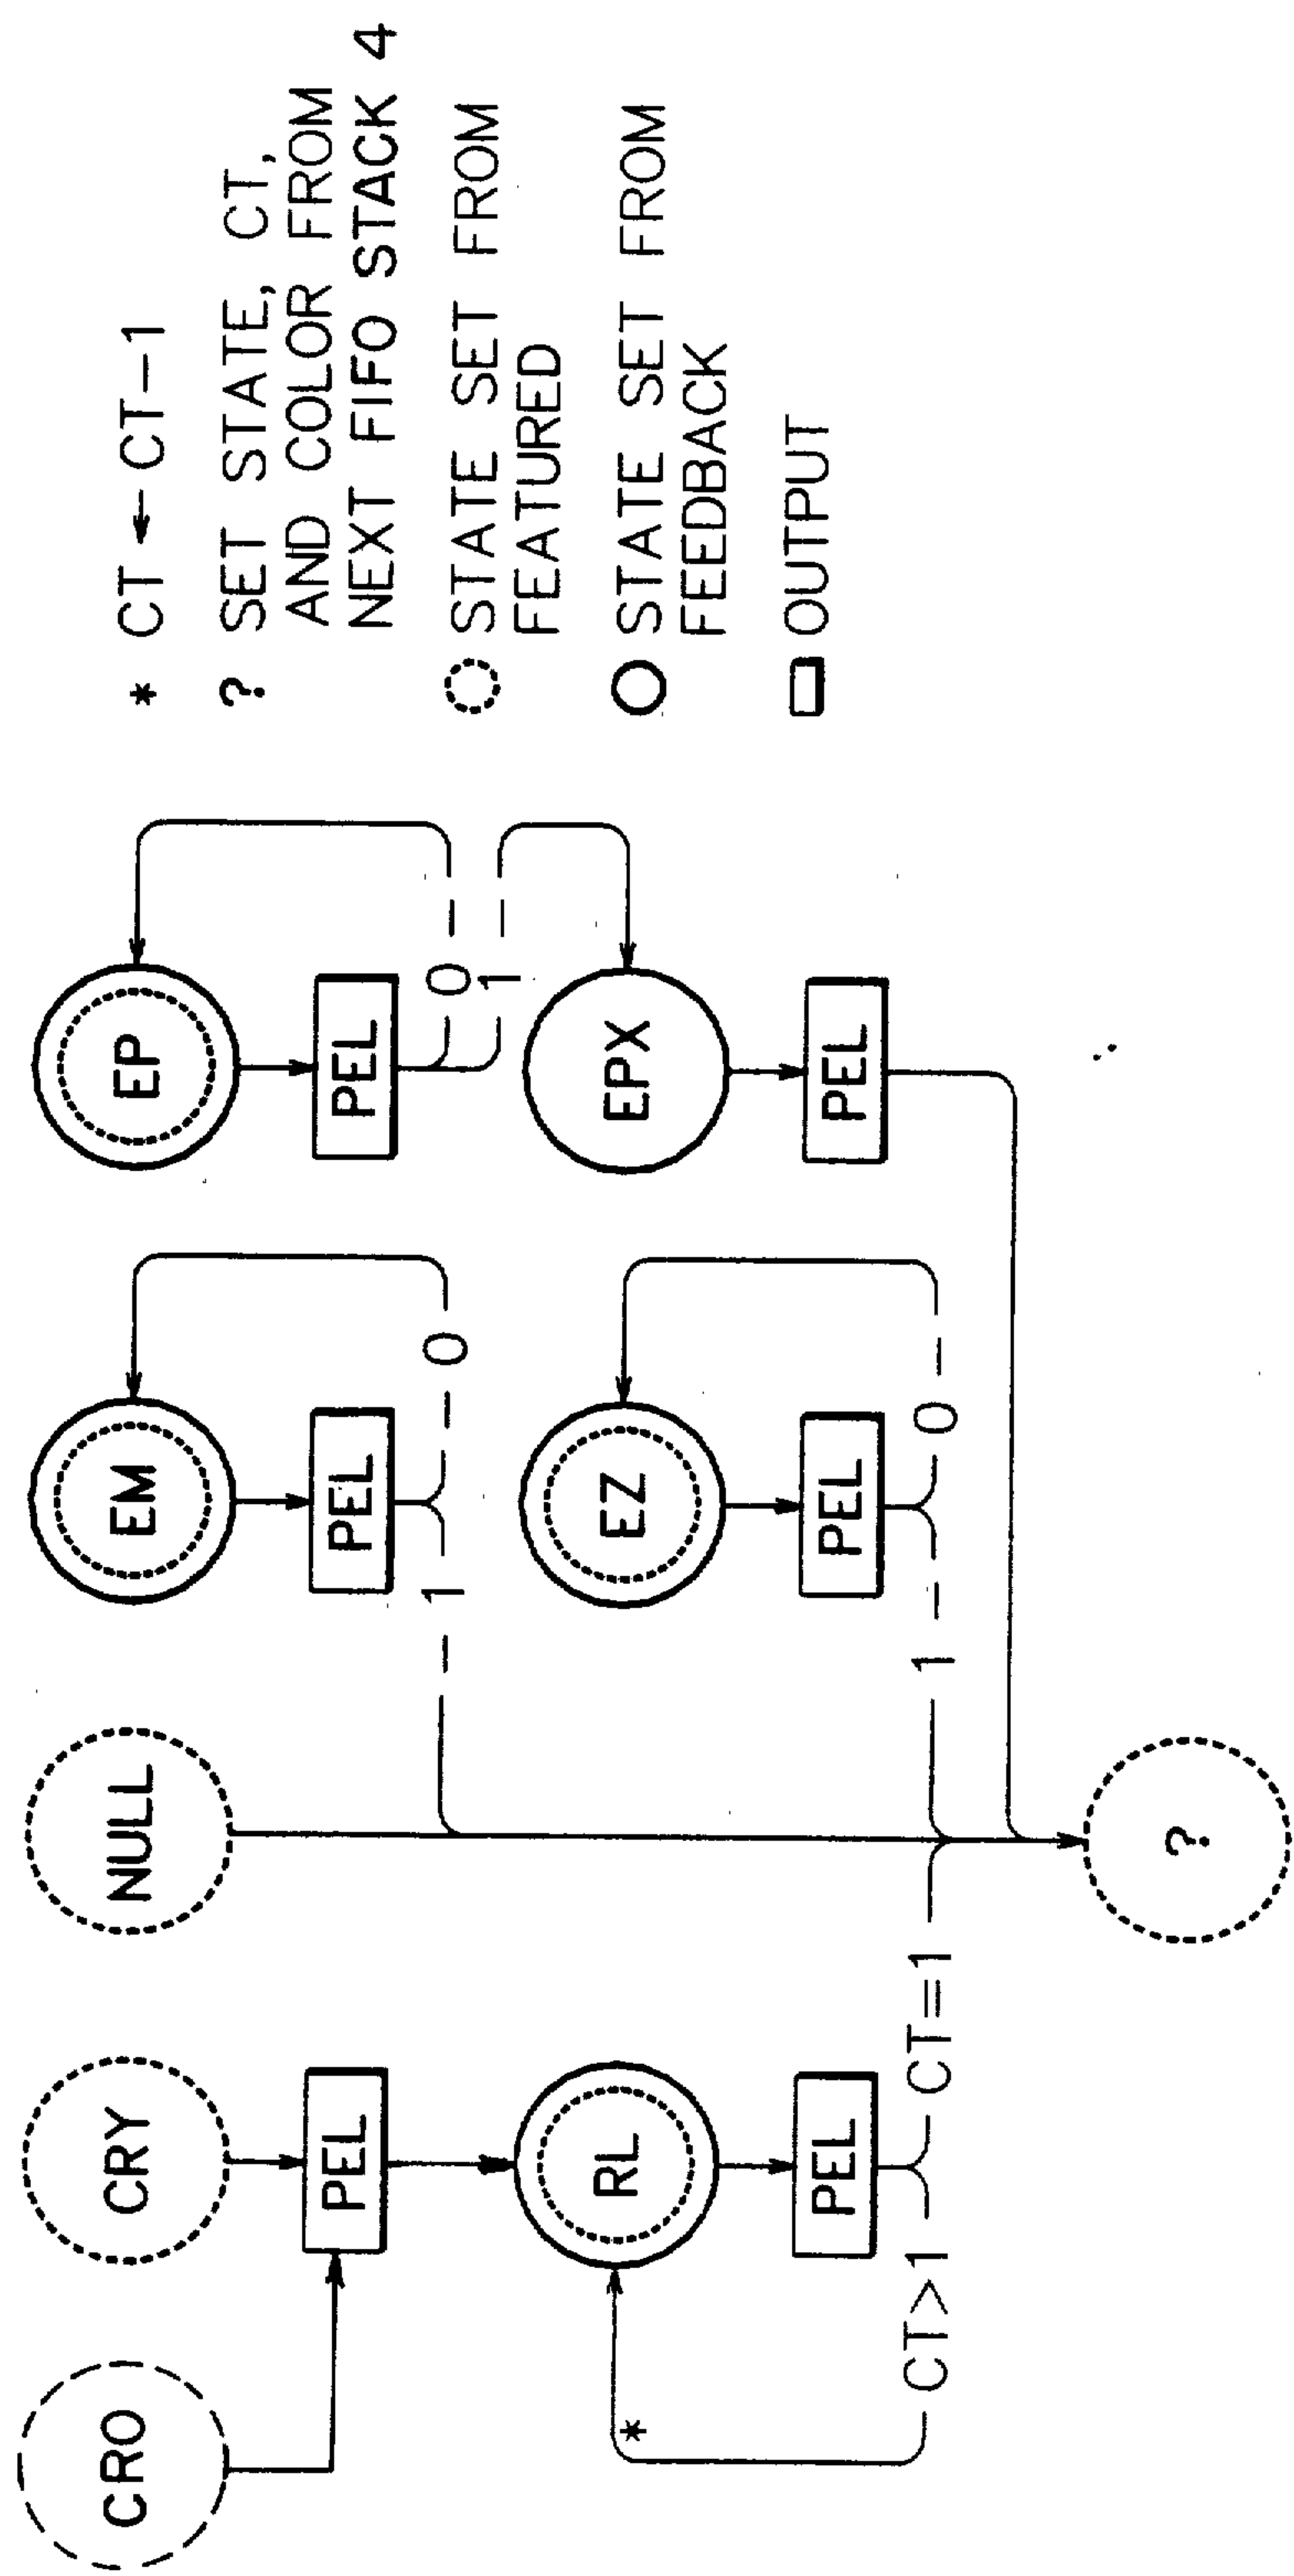 CRO
CRY
NULL
EM
EP
PEL
PEL
PEL
1
0
0
1
RL
EZ
EPX
PEL
PEL
PEL
CT>1
CT=1
1
0
*
?
* CT ← CT-1
? SET STATE, CT,
AND COLOR FROM
NEXT FIFO STACK 4
STATE SET FROM
FEATURED
STATE SET FROM
FEEDBACK
OUTPUT